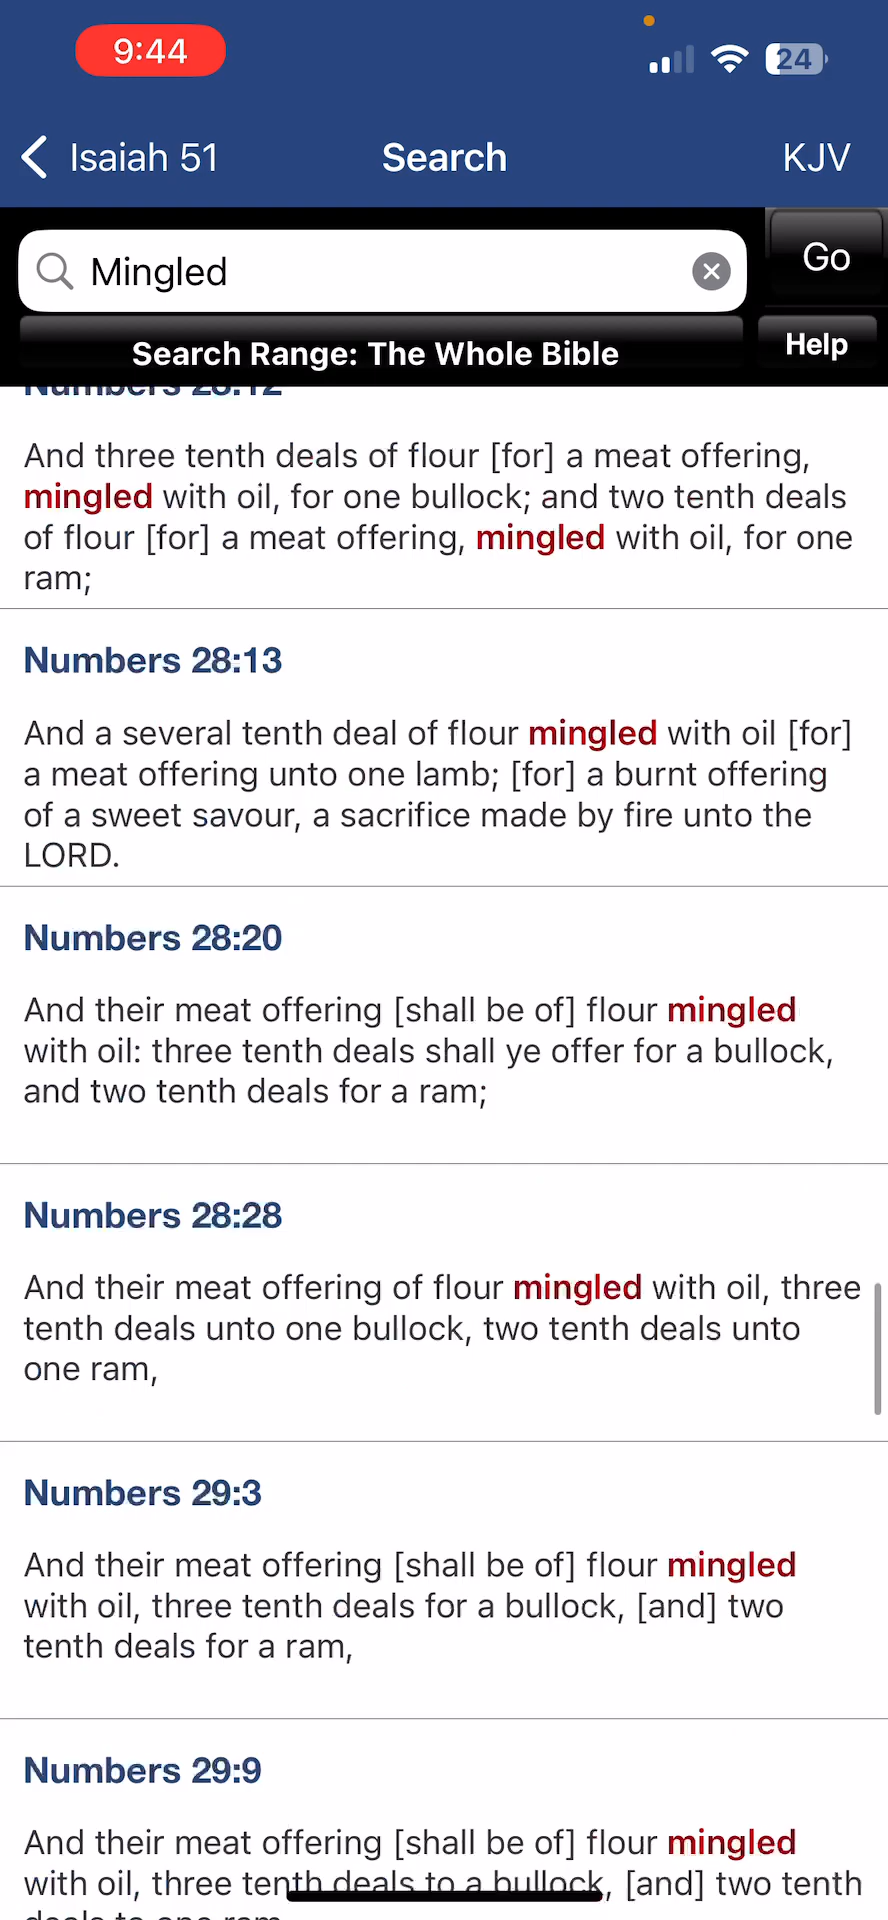 9:44
24
Isaiah 51
Search
KJV
Mingled
Go
Search Range: The Whole Bible
Help
Numbers 28:12
And three tenth deals of flour [for] a meat offering,
mingled with oil, for one bullock; and two tenth deals
of flour [for] a meat offering, mingled with oil, for one
ram;
Numbers 28:13
And a several tenth deal of flour mingled with oil [for]
a meat offering unto one lamb; [for] a burnt offering
of a sweet savour, a sacrifice made by fire unto the
LORD.
Numbers 28:20
And their meat offering [shall be of] flour mingled
with oil: three tenth deals shall ye offer for a bullock,
and two tenth deals for a ram;
Numbers 28:28
And their meat offering of flour mingled with oil, three
tenth deals unto one bullock, two tenth deals unto
one ram,
Numbers 29:3
And their meat offering [shall be of] flour mingled
with oil, three tenth deals for a bullock, [and] two
tenth deals for a ram,
Numbers 29:9
And their meat offering [shall be of] flour mingled
with oil, three tenth deals to a bullock, [and] two tenth
deals to one ram